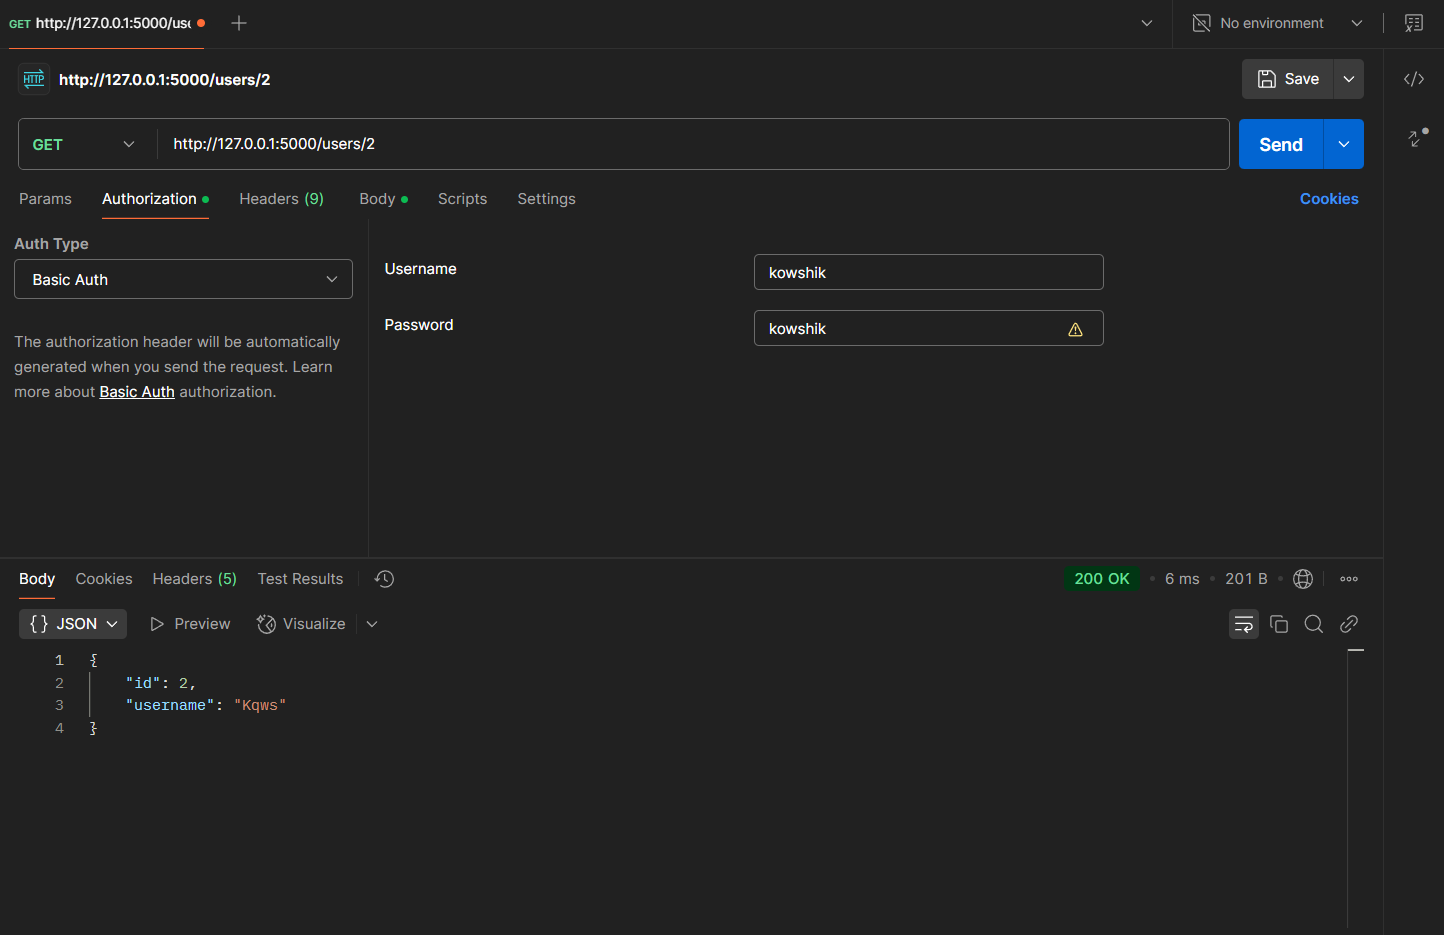 GET http://127.0.0.1:5000/use
No environment
HTTP http://127.0.0.1:5000/users/2
Save
GET http://127.0.0.1:5000/users/2
Send
Params Authorization Headers (9) Body Scripts Settings Cookies
Auth Type
Basic Auth
The authorization header will be automatically
generated when you send the request. Learn
more about Basic Auth authorization.
Username kowshik
Password kowshik
Body Cookies Headers (5) Test Results 200 OK 6 ms 201 B
{} JSON Preview Visualize
1 {
2 "id": 2,
3 "username": "Kqws"
4 }